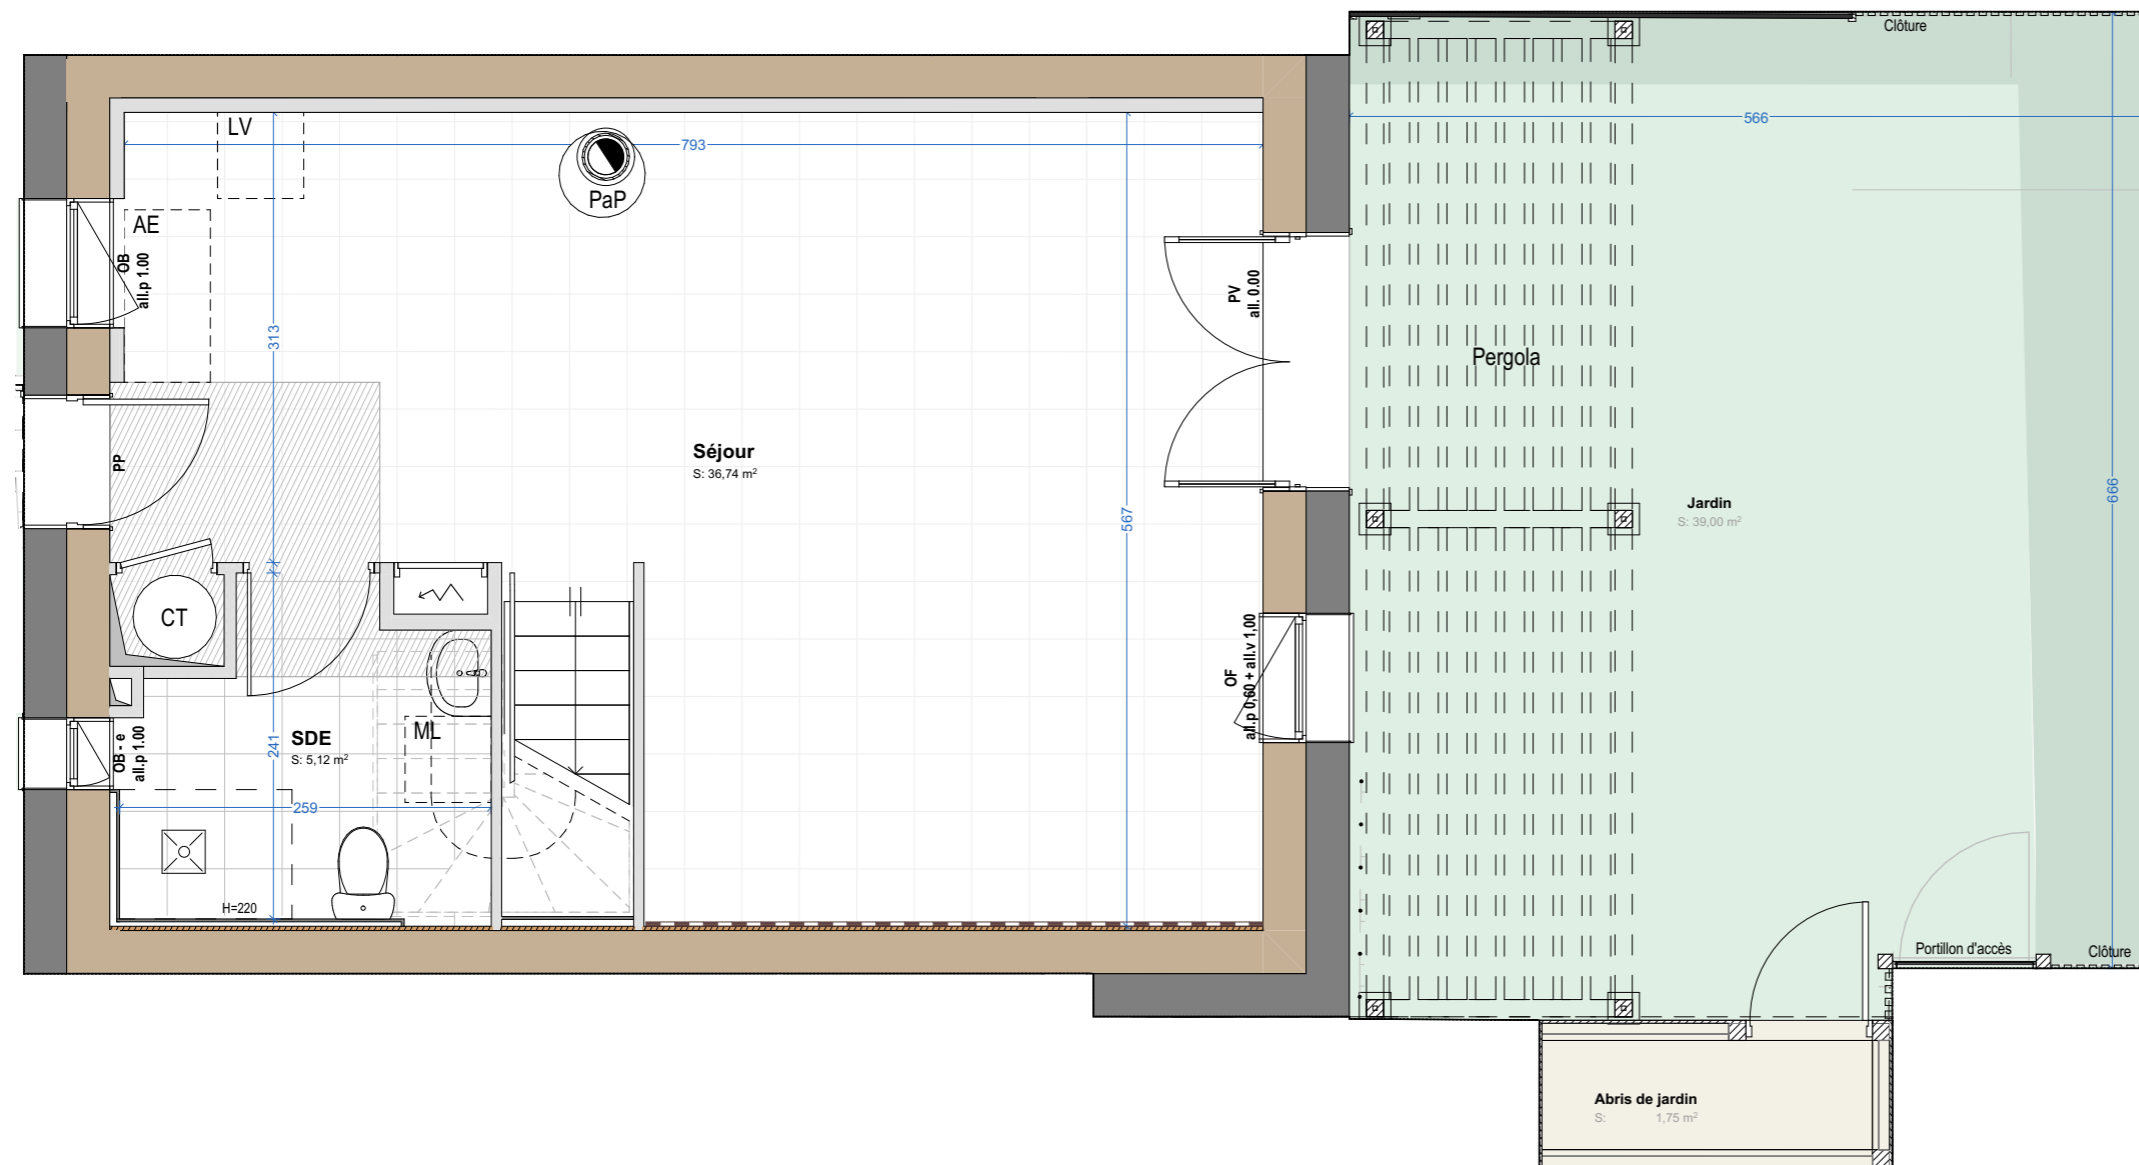 Clôture
LV
566
793
PaP
AE
OB
all.p 1.00
PV
all. 0.00
313
Pergola
Séjour
S: 36,74 m²
PP
567
666
Jardin
S: 39,00 m²
CT
OF
all.p 0,60 + all.v 1,00
ML
SDE
S: 5,12 m²
241
OB - e
all.p 1.00
259
H=220
Portillon d'accès
Clôture
Abris de jardin
S: 1,75 m²